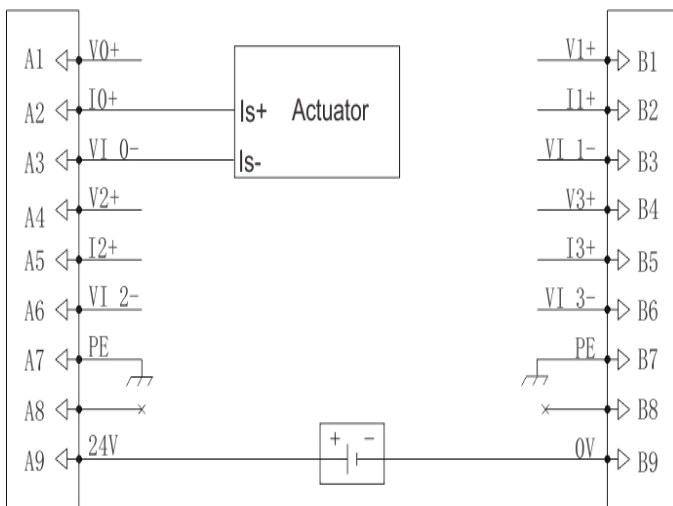 A1 V0+ V1+ B1
A2 I0+ Is+ Actuator I1+ B2
A3 VI 0- Is- VI 1- B3
A4 V2+ V3+ B4
A5 I2+ I3+ B5
A6 VI 2- VI 3- B6
A7 PE PE B7
A8 B8
A9 24V + - 0V B9